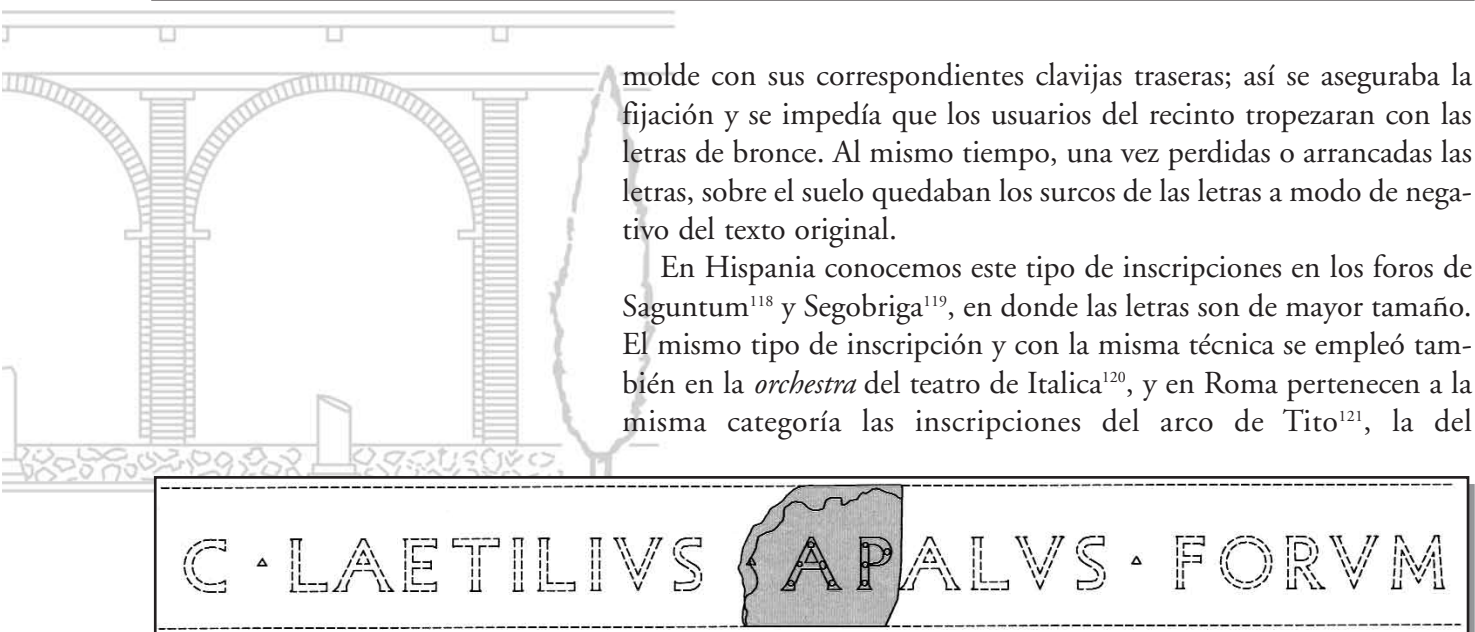 molde con sus correspondientes clavijas traseras; así se aseguraba la
fijación y se impedía que los usuarios del recinto tropezaran con las
letras de bronce. Al mismo tiempo, una vez perdidas o arrancadas las
letras, sobre el suelo quedaban los surcos de las letras a modo de nega-
tivo del texto original.
En Hispania conocemos este tipo de inscripciones en los foros de
Saguntum¹¹⁸ y Segobriga¹¹⁹, en donde las letras son de mayor tamaño.
El mismo tipo de inscripción y con la misma técnica se empleó tam-
bién en la orchestra del teatro de Italica¹²⁰, y en Roma pertenecen a la
misma categoría las inscripciones del arco de Tito¹²¹, la del
C · LAETILIVS · APALVS · FORVM